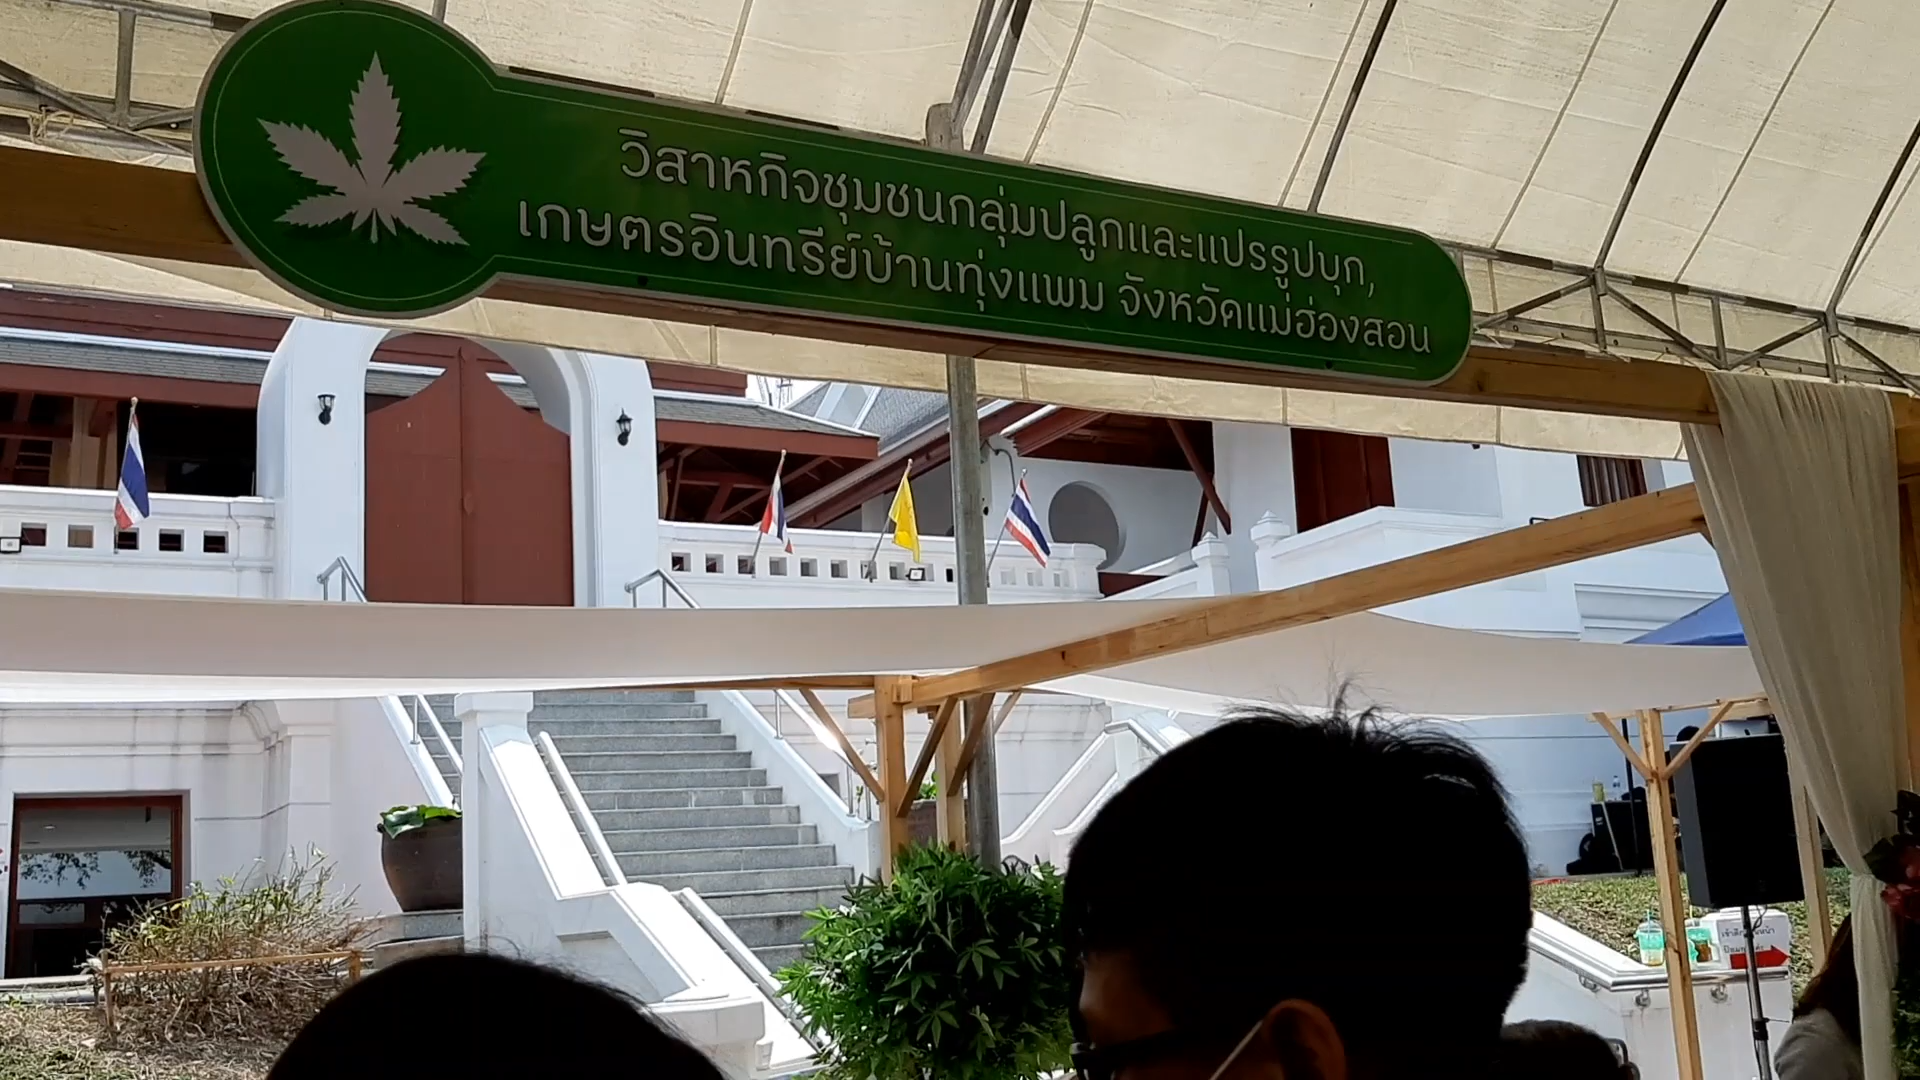 วิสาหกิจชุมชนกลุ่มปลูกและแปรรูปบุก,
เกษตรอินทรีย์บ้านทุ่งแพม จังหวัดแม่ฮ่องสอน